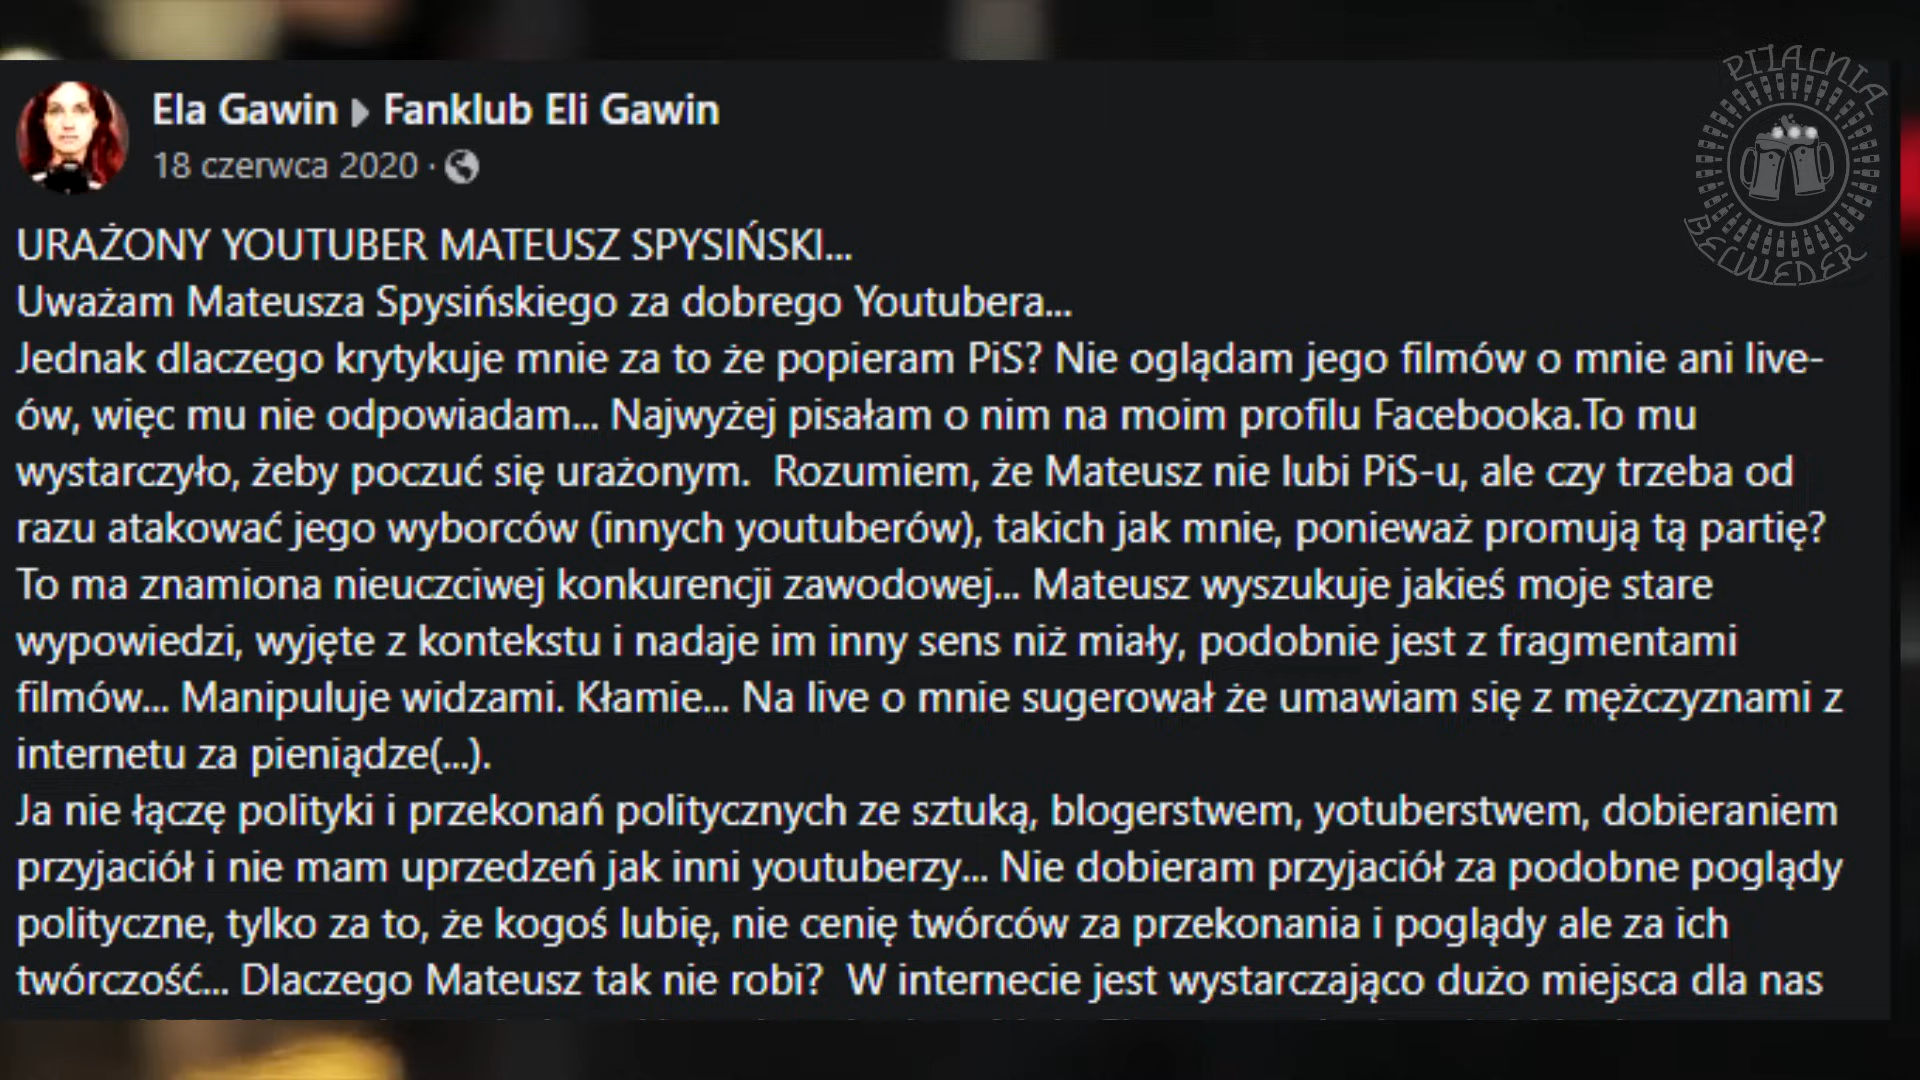 PIJALNIA
BELWEDER
Ela Gawin Fanklub Eli Gawin
18 czerwca 2020 ·
URAŻONY YOUTUBER MATEUSZ SPYSIŃSKI...
Uważam Mateusza Spysińskiego za dobrego Youtubera...
Jednak dlaczego krytykuje mnie za to że popieram PiS? Nie oglądam jego filmów o mnie ani live-
ów, więc mu nie odpowiadam... Najwyżej pisałam o nim na moim profilu Facebooka.To mu
wystarczyło, żeby poczuć się urażonym.  Rozumiem, że Mateusz nie lubi PiS-u, ale czy trzeba od
razu atakować jego wyborców (innych youtuberów), takich jak mnie, ponieważ promują tą partię?
To ma znamiona nieuczciwej konkurencji zawodowej... Mateusz wyszukuje jakieś moje stare
wypowiedzi, wyjęte z kontekstu i nadaje im inny sens niż miały, podobnie jest z fragmentami
filmów... Manipuluje widzami. Kłamie... Na live o mnie sugerował że umawiam się z mężczyznami z
internetu za pieniądze(...).
Ja nie łączę polityki i przekonań politycznych ze sztuką, blogerstwem, yotuberstwem, dobieraniem
przyjaciół i nie mam uprzedzeń jak inni youtuberzy... Nie dobieram przyjaciół za podobne poglądy
polityczne, tylko za to, że kogoś lubię, nie cenię twórców za przekonania i poglądy ale za ich
twórczość... Dlaczego Mateusz tak nie robi?  W internecie jest wystarczająco dużo miejsca dla nas